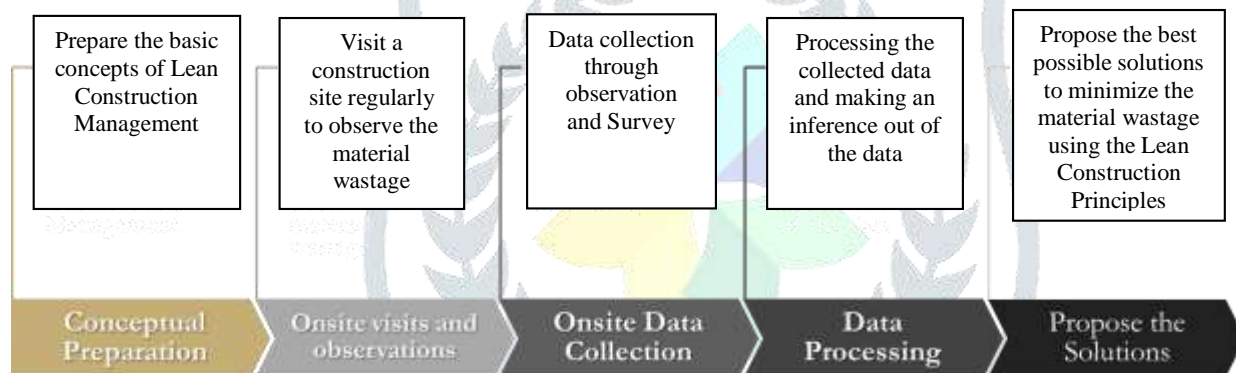 Prepare the basic
concepts of Lean
Construction
Management
Visit a
construction
site regularly
to observe the
material
wastage
Data collection
through
observation
and Survey
Processing the
collected data
and making an
inference out of
the data
Propose the best
possible solutions
to minimize the
material wastage
using the Lean
Construction
Principles
Conceptual
Preparation
Onsite visits and
observations
Onsite Data
Collection
Data
Processing
Propose the
Solutions